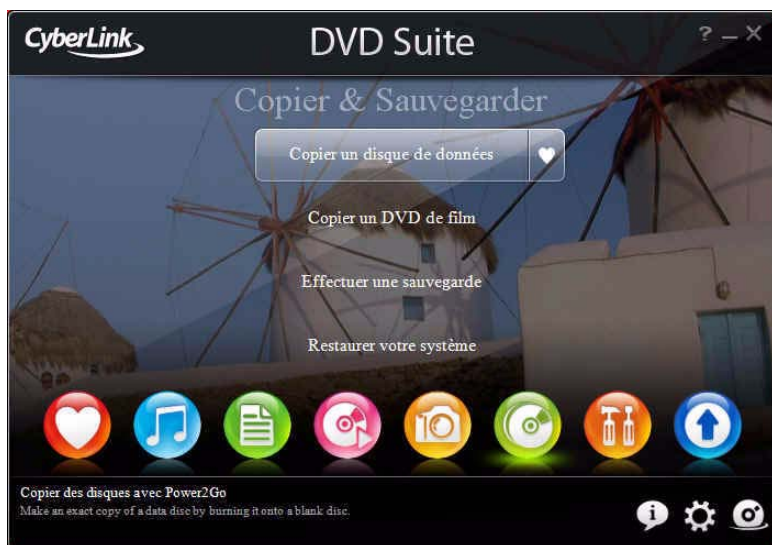 CyberLink
DVD Suite
? – X
Copier & Sauvegarder
Copier un disque de données
Copier un DVD de film
Effectuer une sauvegarde
Restaurer votre système
Copier des disques avec Power2Go
Make an exact copy of a data disc by burning it onto a blank disc.